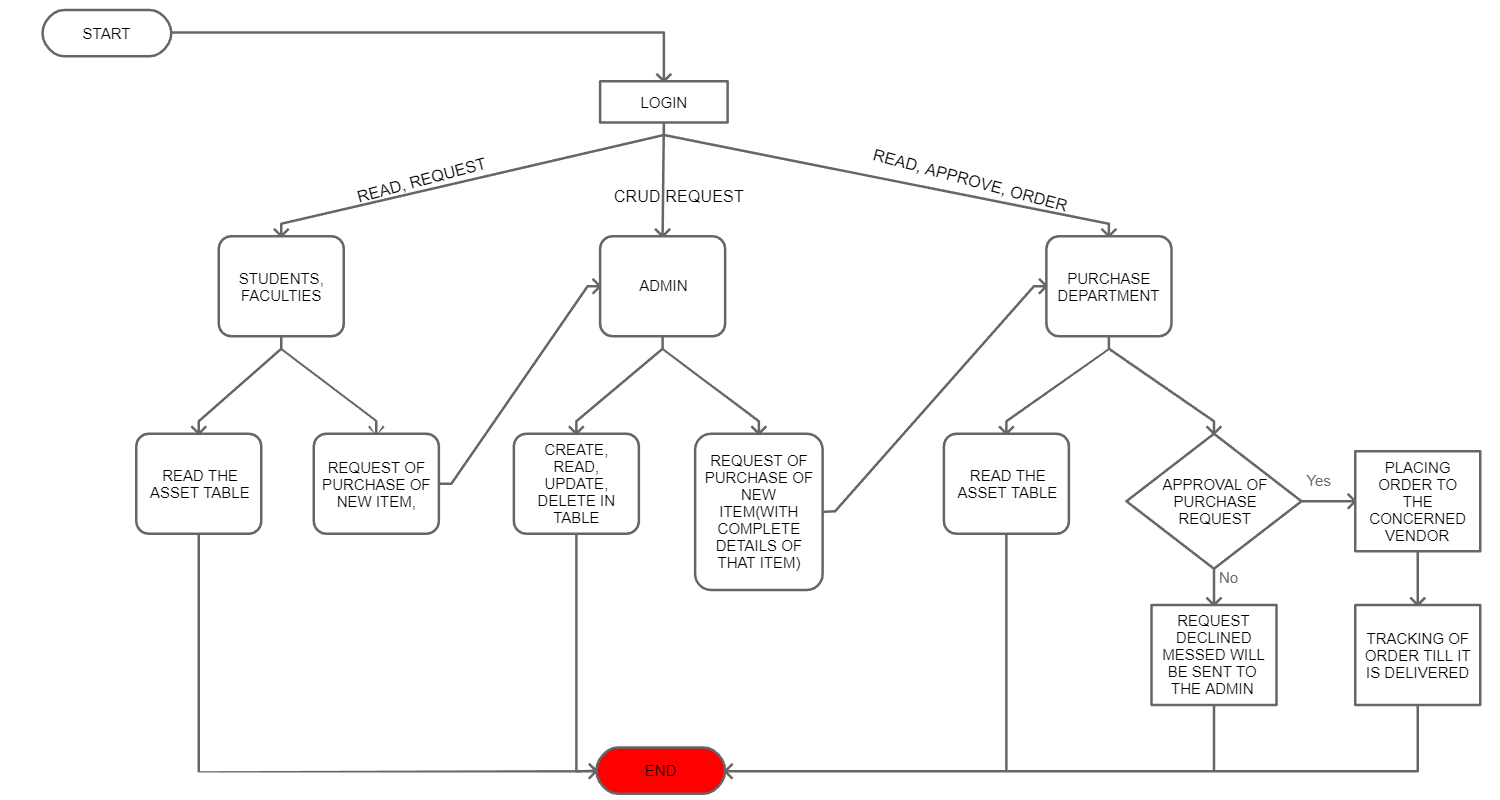 START
LOGIN
READ, REQUEST
CRUD REQUEST
READ, APPROVE, ORDER
STUDENTS,
FACULTIES
ADMIN
PURCHASE
DEPARTMENT
READ THE
ASSET TABLE
REQUEST OF
PURCHASE OF
NEW ITEM,
CREATE,
READ,
UPDATE,
DELETE IN
TABLE
REQUEST OF
PURCHASE OF
NEW
ITEM(WITH
COMPLETE
DETAILS OF
THAT ITEM)
READ THE
ASSET TABLE
APPROVAL OF
PURCHASE
REQUEST
Yes
PLACING
ORDER TO
THE
CONCERNED
VENDOR
No
REQUEST
DECLINED
MESSED WILL
BE SENT TO
THE ADMIN
TRACKING OF
ORDER TILL IT
IS DELIVERED
END